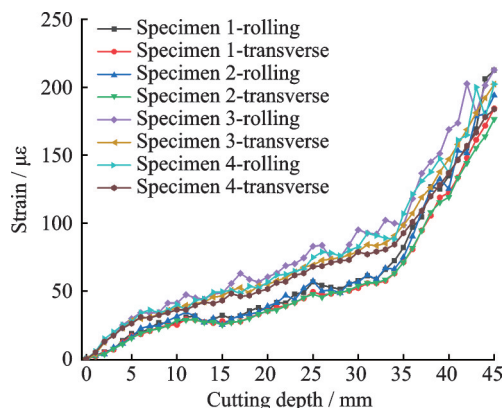 250
200
150
100
50
0
Strain / με
Specimen 1-rolling
Specimen 1-transverse
Specimen 2-rolling
Specimen 2-transverse
Specimen 3-rolling
Specimen 3-transverse
Specimen 4-rolling
Specimen 4-transverse
0 5 10 15 20 25 30 35 40 45
Cutting depth / mm